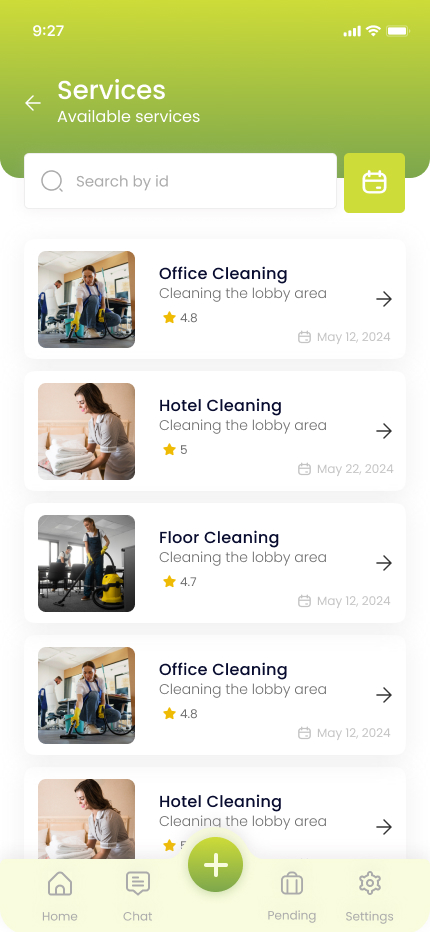 9:27
Services
Available services
Search by id
Office Cleaning
Cleaning the lobby area
4.8
May 12, 2024
Hotel Cleaning
Cleaning the lobby area
5
May 22, 2024
Floor Cleaning
Cleaning the lobby area
4.7
May 12, 2024
Office Cleaning
Cleaning the lobby area
4.8
May 12, 2024
Hotel Cleaning
Cleaning the lobby area
Home
Chat
Pending
Settings